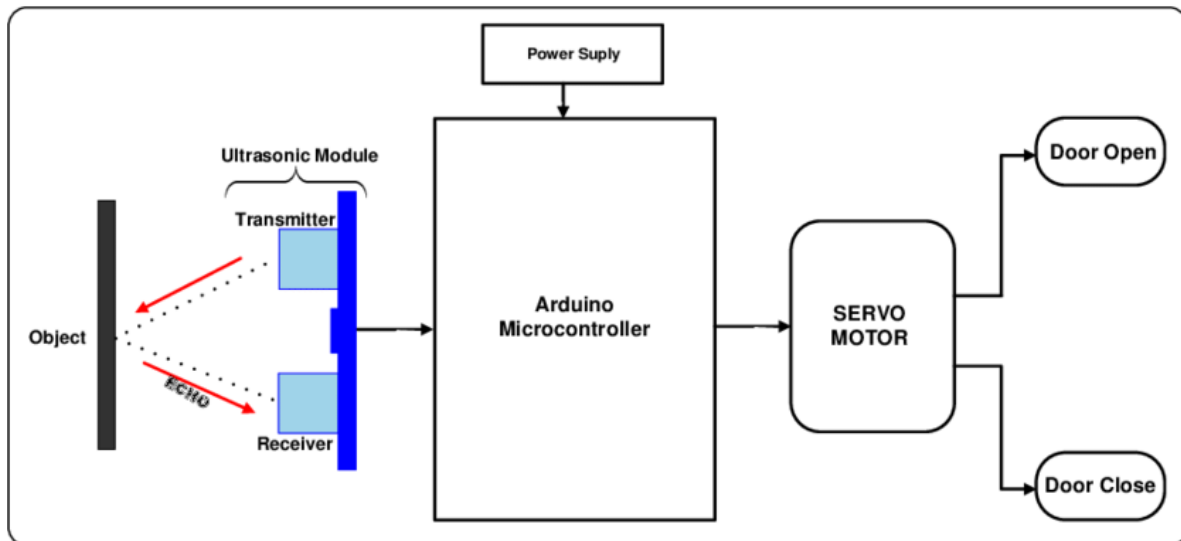 Power Suply
Ultrasonic Module
Transmitter
Object
ECHO
Receiver
Arduino
Microcontroller
SERVO
MOTOR
Door Open
Door Close